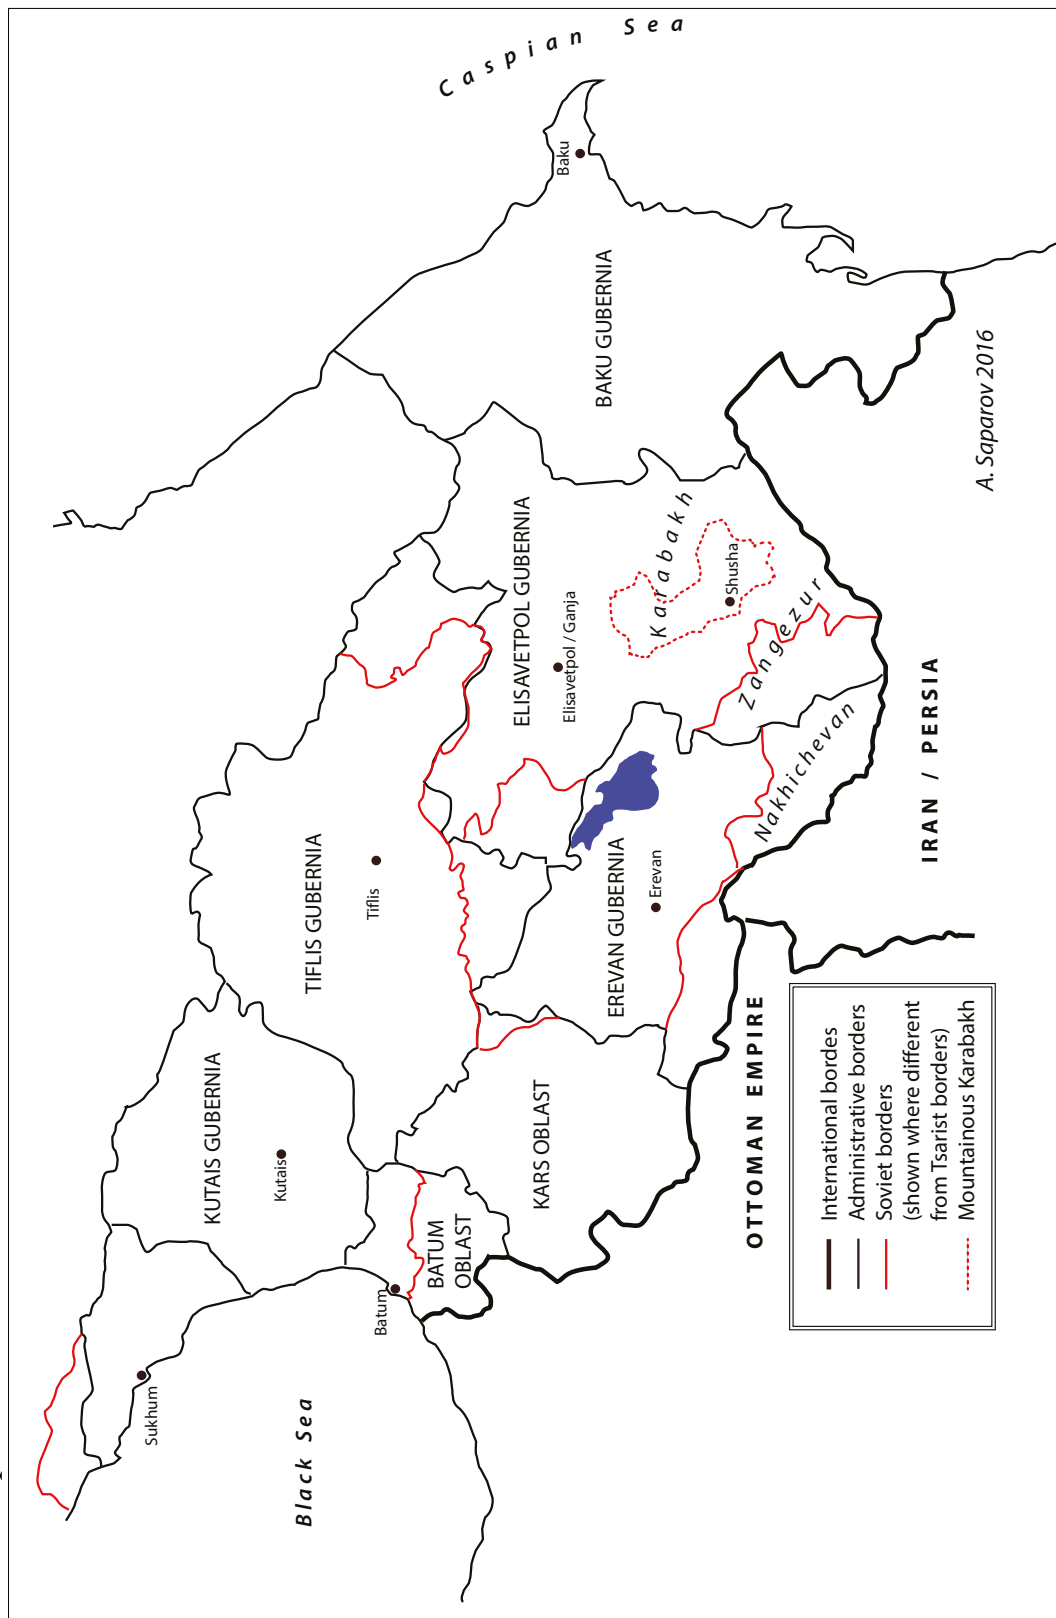 Caspian Sea
Baku
BAKU GUBERNIA
A. Saparov 2016
ELISAVETPOL GUBERNIA
Elisavetpol / Ganja
Karabakh
Shusha
Zangezur
Nakhichevan
IRAN / PERSIA
TIFLIS GUBERNIA
Tiflis
EREVAN GUBERNIA
Erevan
KUTAIS GUBERNIA
Kutais
KARS OBLAST
BATUM
OBLAST
Batum
OTTOMAN EMPIRE
Sukhum
Black Sea
International bordes
Administrative borders
Soviet borders
(shown where different
from Tsarist borders)
Mountainous Karabakh